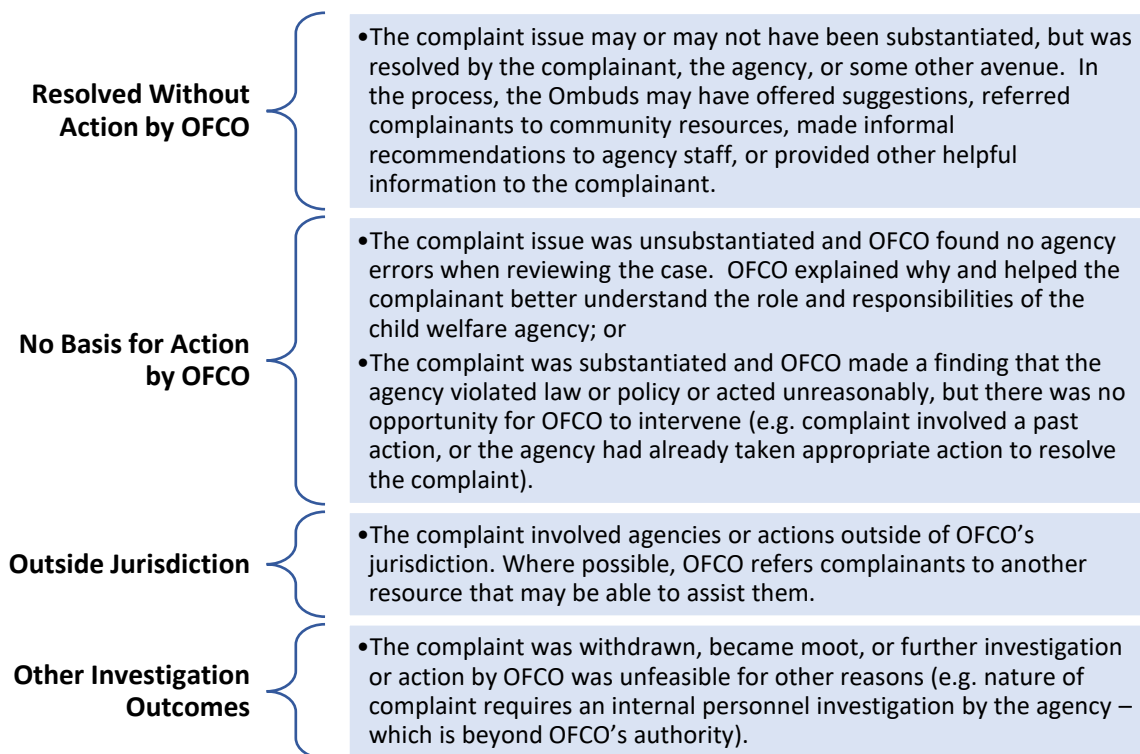 Resolved Without
Action by OFCO
•The complaint issue may or may not have been substantiated, but was
resolved by the complainant, the agency, or some other avenue.  In
the process, the Ombuds may have offered suggestions, referred
complainants to community resources, made informal
recommendations to agency staff, or provided other helpful
information to the complainant.
No Basis for Action
by OFCO
•The complaint issue was unsubstantiated and OFCO found no agency
errors when reviewing the case.  OFCO explained why and helped the
complainant better understand the role and responsibilities of the
child welfare agency; or
•The complaint was substantiated and OFCO made a finding that the
agency violated law or policy or acted unreasonably, but there was no
opportunity for OFCO to intervene (e.g. complaint involved a past
action, or the agency had already taken appropriate action to resolve
the complaint).
Outside Jurisdiction
•The complaint involved agencies or actions outside of OFCO’s
jurisdiction. Where possible, OFCO refers complainants to another
resource that may be able to assist them.
Other Investigation
Outcomes
•The complaint was withdrawn, became moot, or further investigation
or action by OFCO was unfeasible for other reasons (e.g. nature of
complaint requires an internal personnel investigation by the agency –
which is beyond OFCO’s authority).